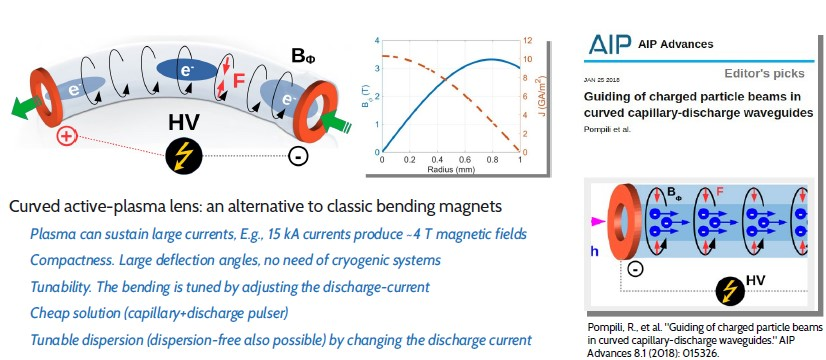 B_Φ
e-
e-
e-
F
HV
+
-
4
3
2
1
0
B_Φ (T)
12
10
8
6
4
2
0
J (GA/m²)
0 0.2 0.4 0.6 0.8 1
Radius (mm)
AIP AIP Advances
Editor's picks
JAN 25 2018
Guiding of charged particle beams in
curved capillary-discharge waveguides
Pompili et al.
B_Φ F
h
-
HV
Curved active-plasma lens: an alternative to classic bending magnets
Plasma can sustain large currents, E.g., 15 kA currents produce ~4 T magnetic fields
Compactness. Large deflection angles, no need of cryogenic systems
Tunability. The bending is tuned by adjusting the discharge-current
Cheap solution (capillary+discharge pulser)
Tunable dispersion (dispersion-free also possible) by changing the discharge current
Pompili, R., et al. "Guiding of charged particle beams
in curved capillary-discharge waveguides." AIP
Advances 8.1 (2018): 015326.